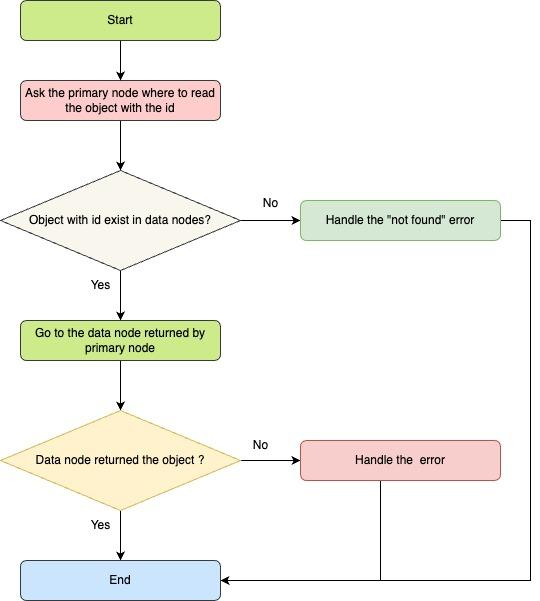 Start
Ask the primary node where to read
the object with the id
Object with id exist in data nodes?
No
Handle the "not found" error
Yes
Go to the data node returned by
primary node
Data node returned the object ?
No
Handle the  error
Yes
End